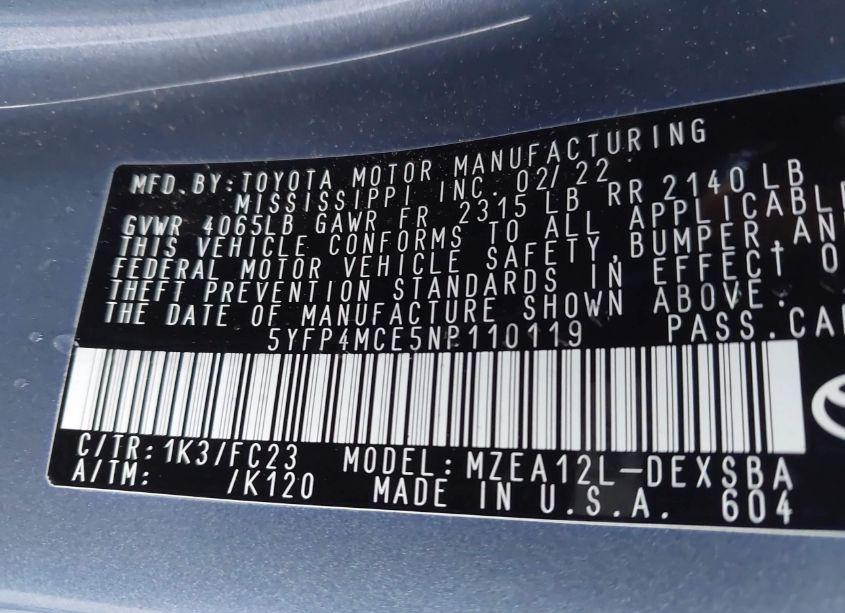 MFD. BY: TOYOTA MOTOR MANUFACTURING
MISSISSIPPI INC. 02/22
GVWR 4065LB GAWR FR 2315 LB RR 2140 LB
THIS VEHICLE CONFORMS TO ALL APPLICABLE
FEDERAL MOTOR VEHICLE SAFETY, BUMPER, AN
THEFT PREVENTION STANDARDS IN EFFECT O
THE DATE OF MANUFACTURE SHOWN ABOVE.
5YFP4MCE5NP110119 PASS. CA
C/TR: 1K3/FC23 MODEL: MZEA12L-DEXSBA
A/TM: /K120 MADE IN U.S.A. 604